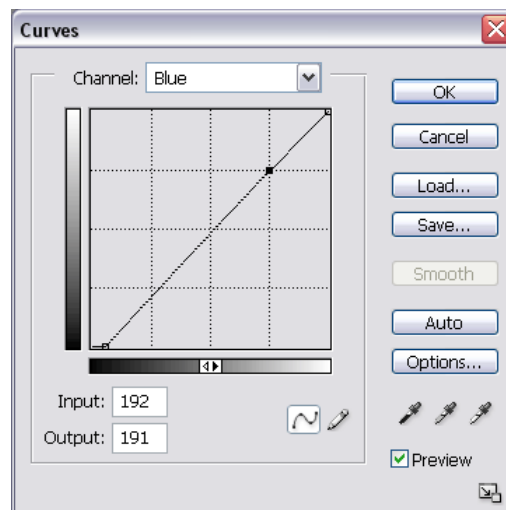 Curves
Channel: Blue
OK
Cancel
Load...
Save...
Smooth
Auto
Options...
Input: 192
Output: 191
Preview